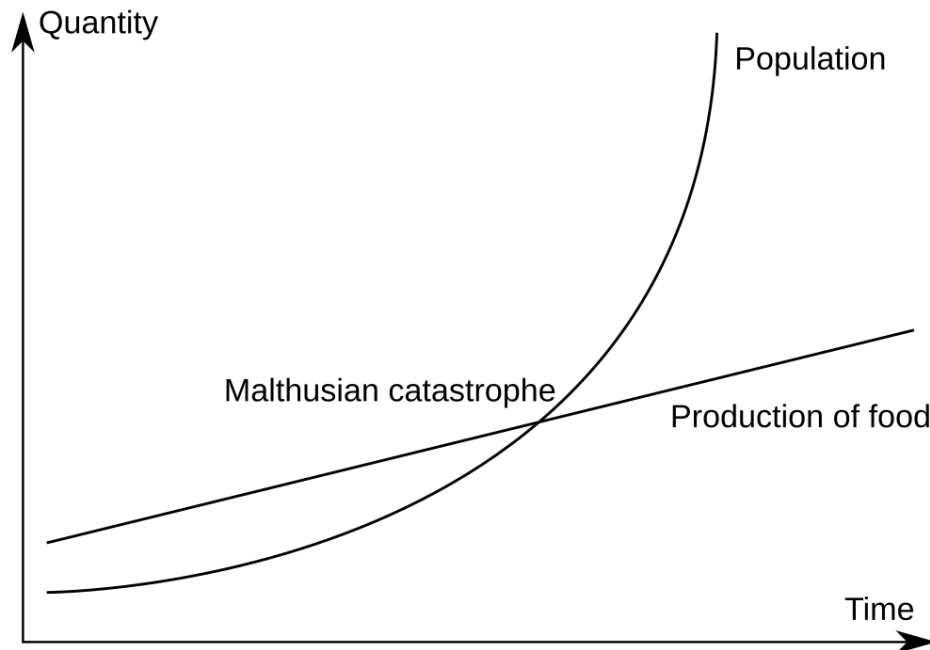 Quantity
Population
Malthusian catastrophe
Production of food
Time